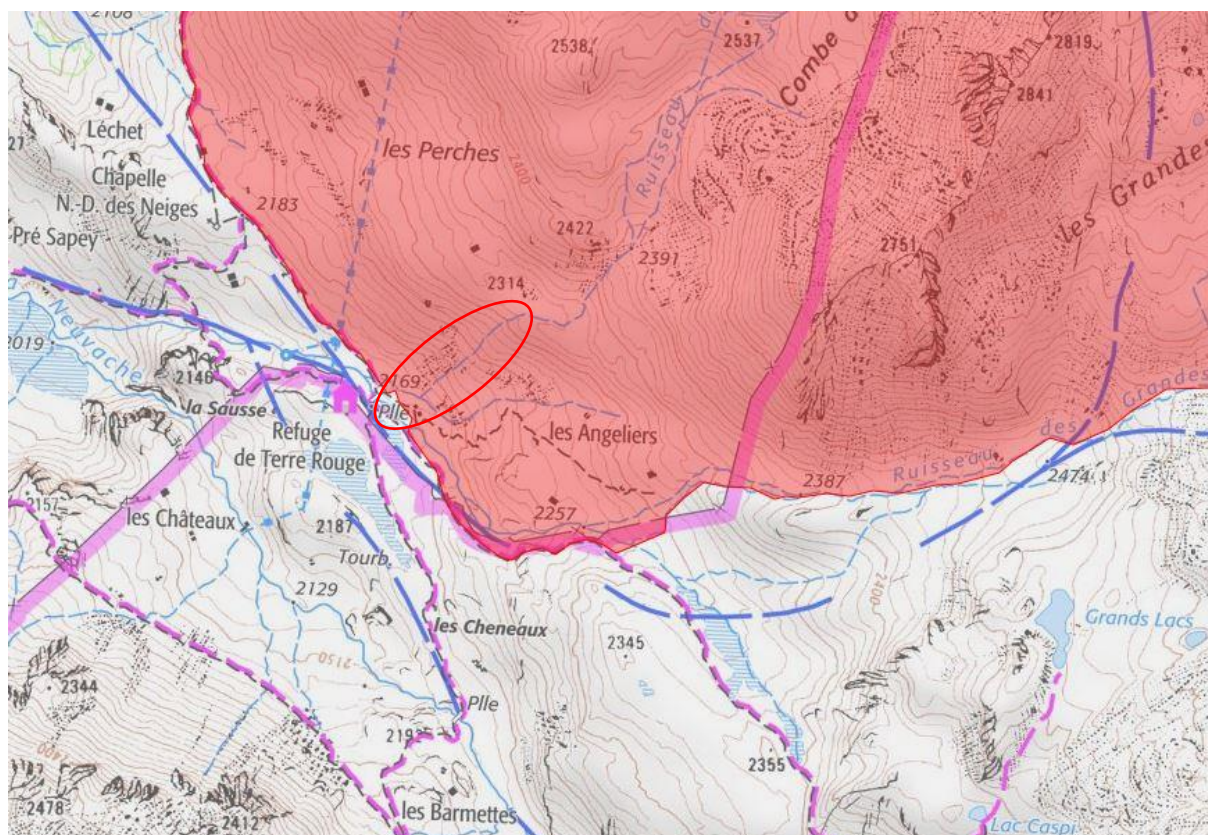 2108
2538
2537
Combe d
2819
2841
Léchet
les Perches
2400
Ruisseau
Chapelle
N.-D. des Neiges
2183
les Grandes
Pré Sapey
2422
2391
2751
2314
Neuvache
2019
2169
2146
la Sausse
Plle
les Angeliers
Grandes
des
Ruisseau
Refuge
de Terre Rouge
2387
2474
2157
les Châteaux
2187
2257
Tourb.
2129
2400
les Cheneaux
Grands Lacs
2150
2345
2344
Plle
2355
les Barmettes
2478
2412
Lac Caspi